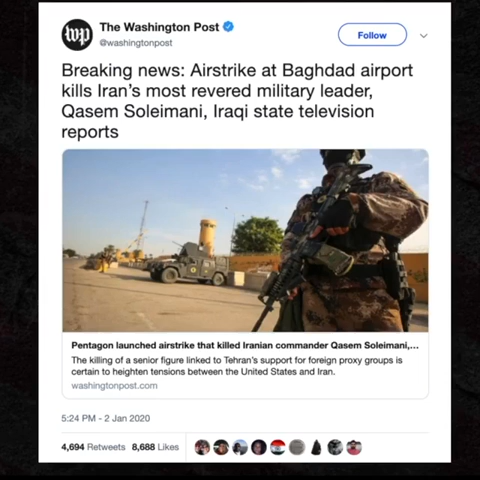 The Washington Post
@washingtonpost
Follow
Breaking news: Airstrike at Baghdad airport
kills Iran's most revered military leader,
Qasem Soleimani, Iraqi state television
reports
Pentagon launched airstrike that killed Iranian commander Qasem Soleimani,...
The killing of a senior figure linked to Tehran's support for foreign proxy groups is
certain to heighten tensions between the United States and Iran.
washingtonpost.com
5:24 PM - 2 Jan 2020
4,694 Retweets 8,688 Likes